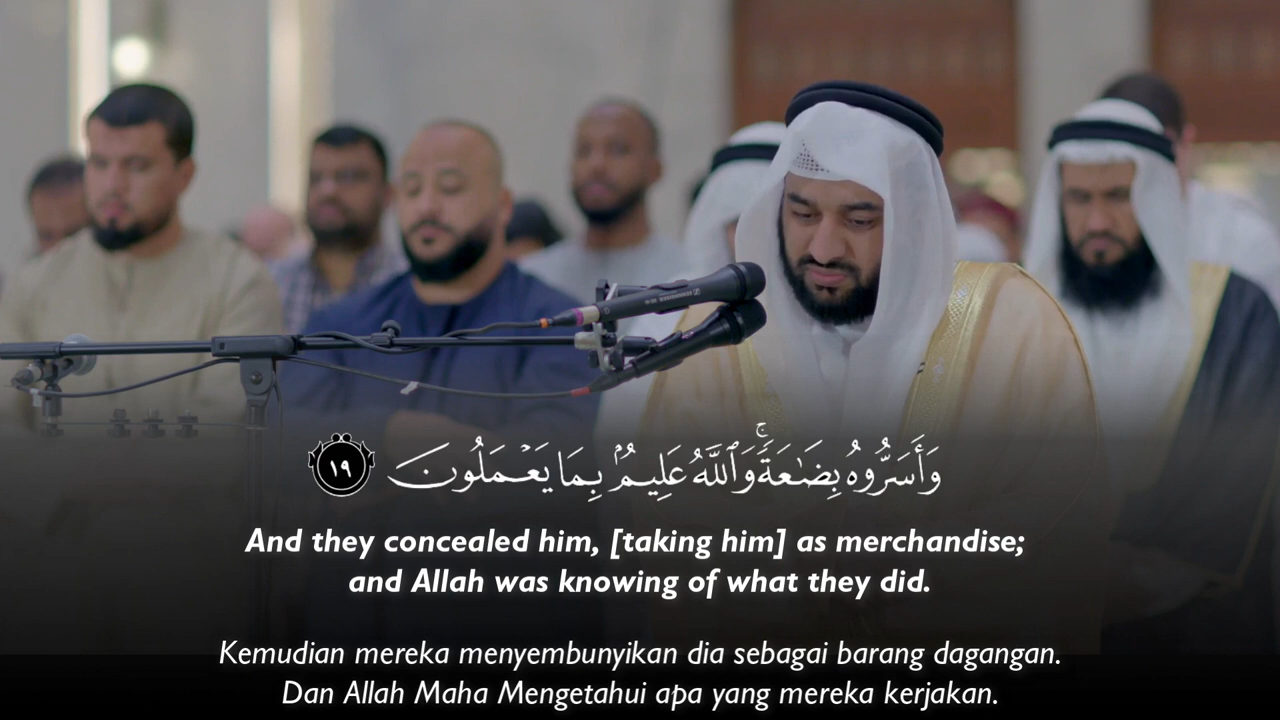 وَأَسَرُّوهُ بِضَـٰعَةً ۚ وَٱللَّهُ عَلِيمٌۢ بِمَا يَعْمَلُونَ ١٩
And they concealed him, [taking him] as merchandise;
and Allah was knowing of what they did.
Kemudian mereka menyembunyikan dia sebagai barang dagangan.
Dan Allah Maha Mengetahui apa yang mereka kerjakan.